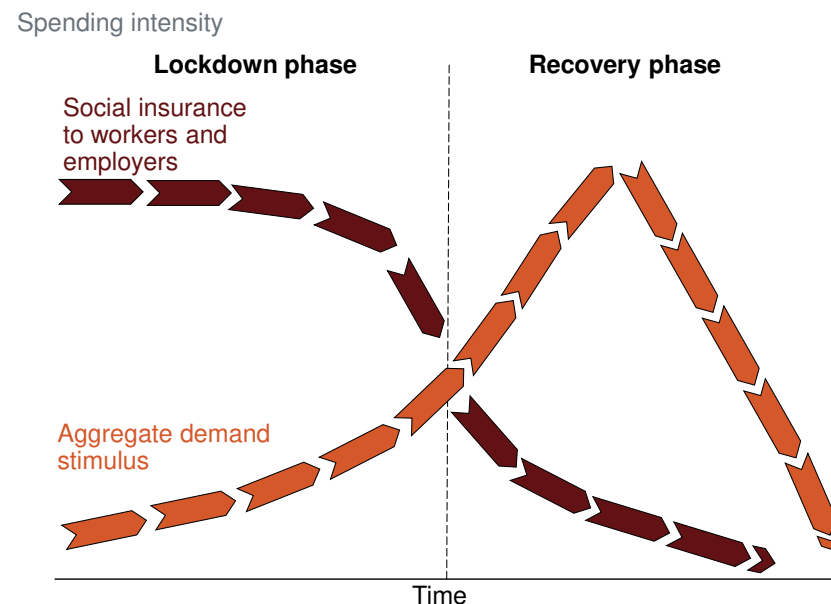 Spending intensity
Lockdown phase
Recovery phase
Social insurance
to workers and
employers
Aggregate demand
stimulus
Time